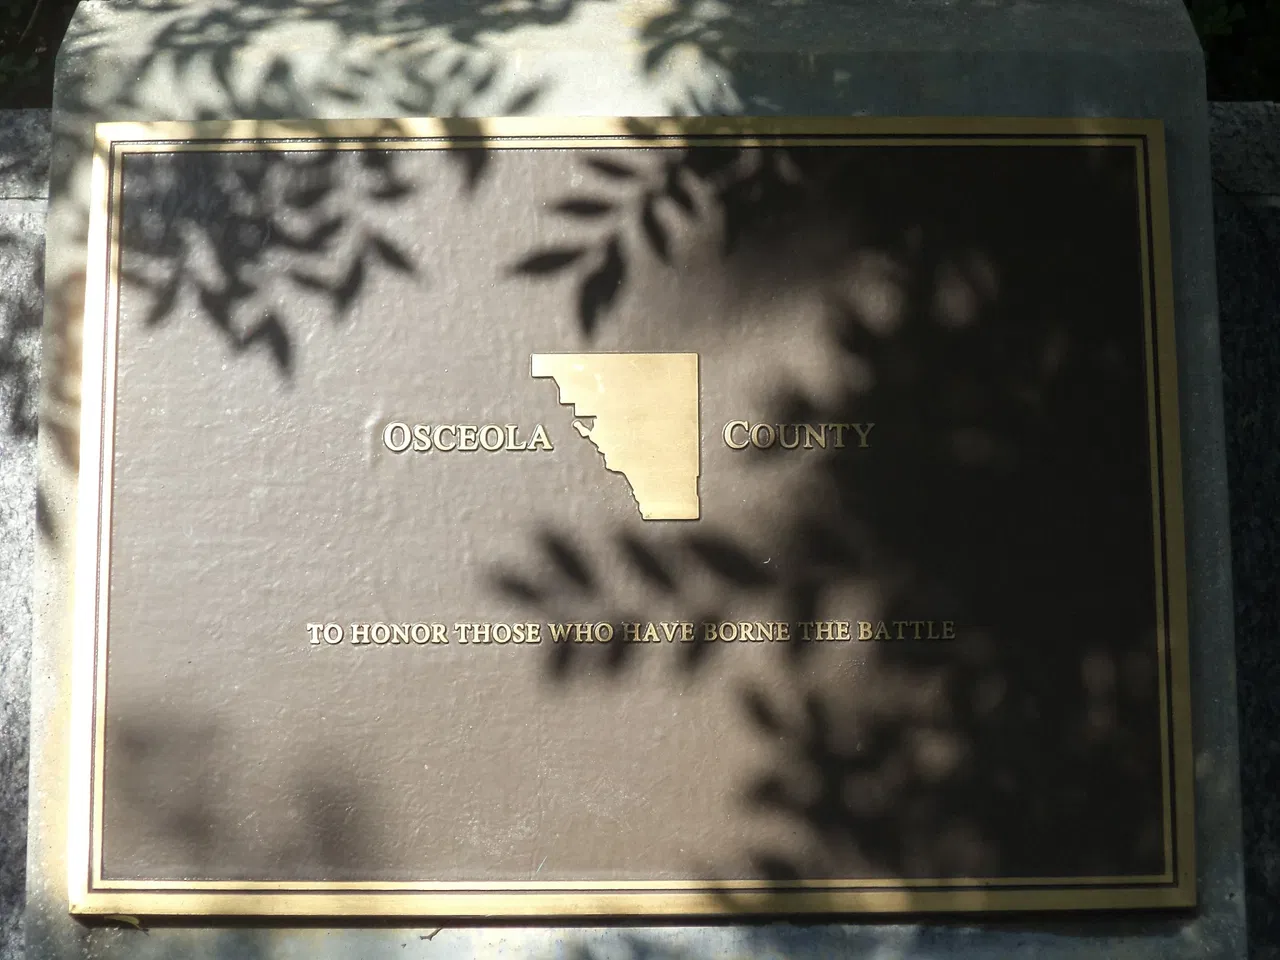 OSCEOLA COUNTY
TO HONOR THOSE WHO HAVE BORNE THE BATTLE